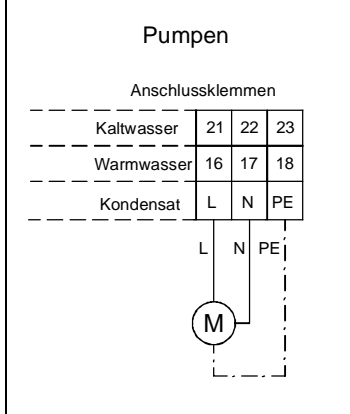 Pumpen
Anschlussklemmen
Kaltwasser 21 22 23
Warmwasser 16 17 18
Kondensat L N PE
L N PE
M